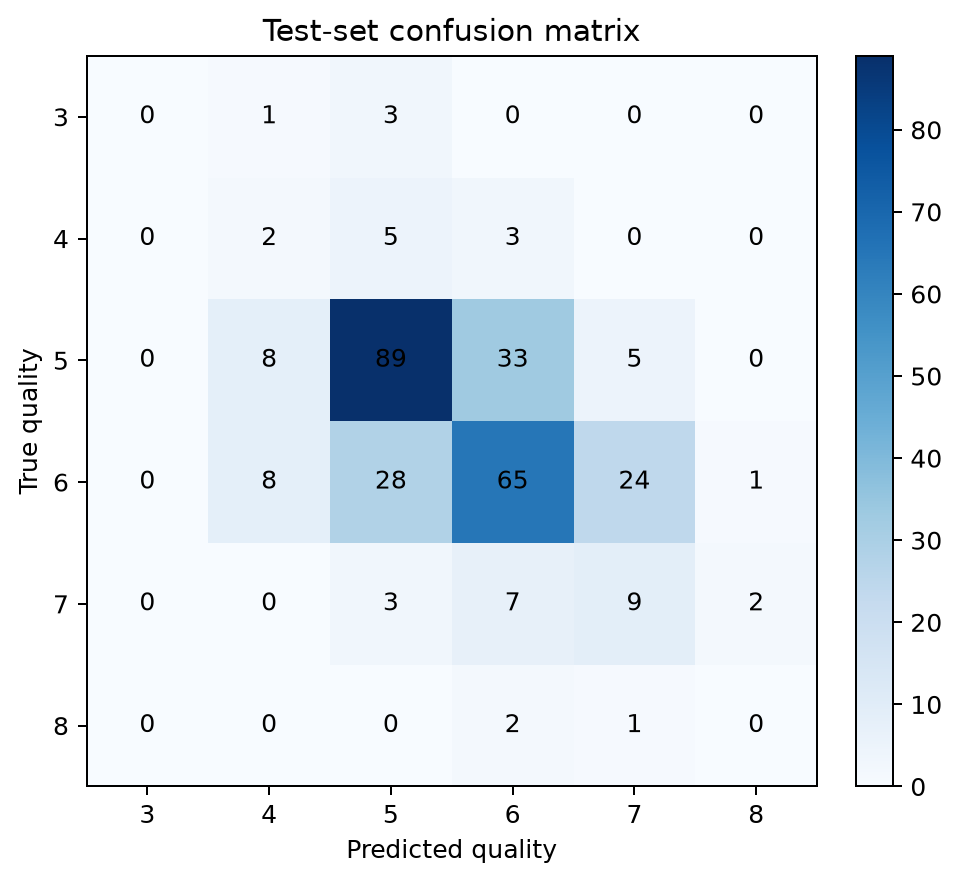 Test-set confusion matrix
3 0 1 3 0 0 0
4 0 2 5 3 0 0
5 0 8 89 33 5 0
6 0 8 28 65 24 1
7 0 0 3 7 9 2
8 0 0 0 2 1 0
3 4 5 6 7 8
Predicted quality
True quality
80
70
60
50
40
30
20
10
0